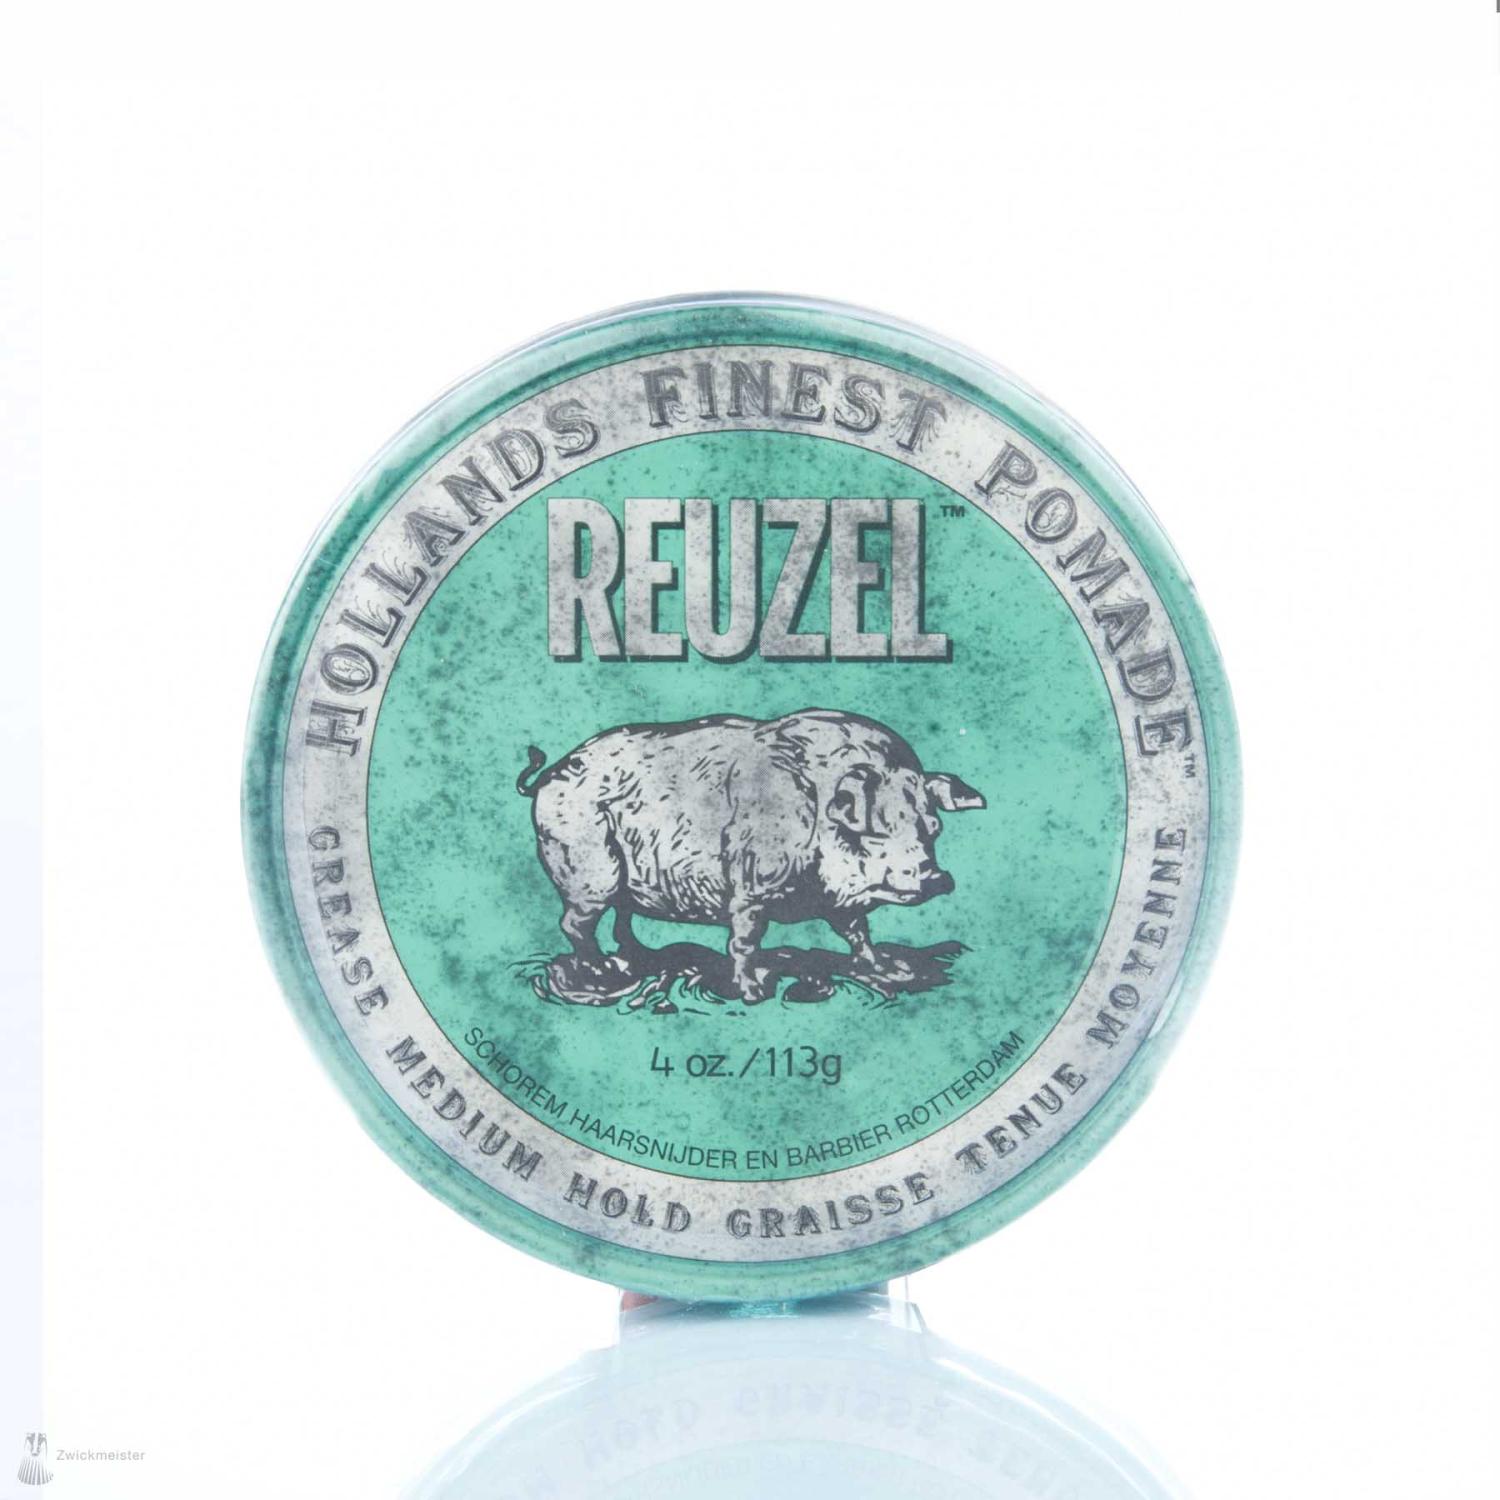 HOLLANDS FINEST POMADE™
REUZEL™
4 oz./113g
SCHOREM HAARSNIJDER EN BARBIER ROTTERDAM
GREASE MEDIUM HOLD GRAISSE TENUE MOYENNE
Zwickmeister